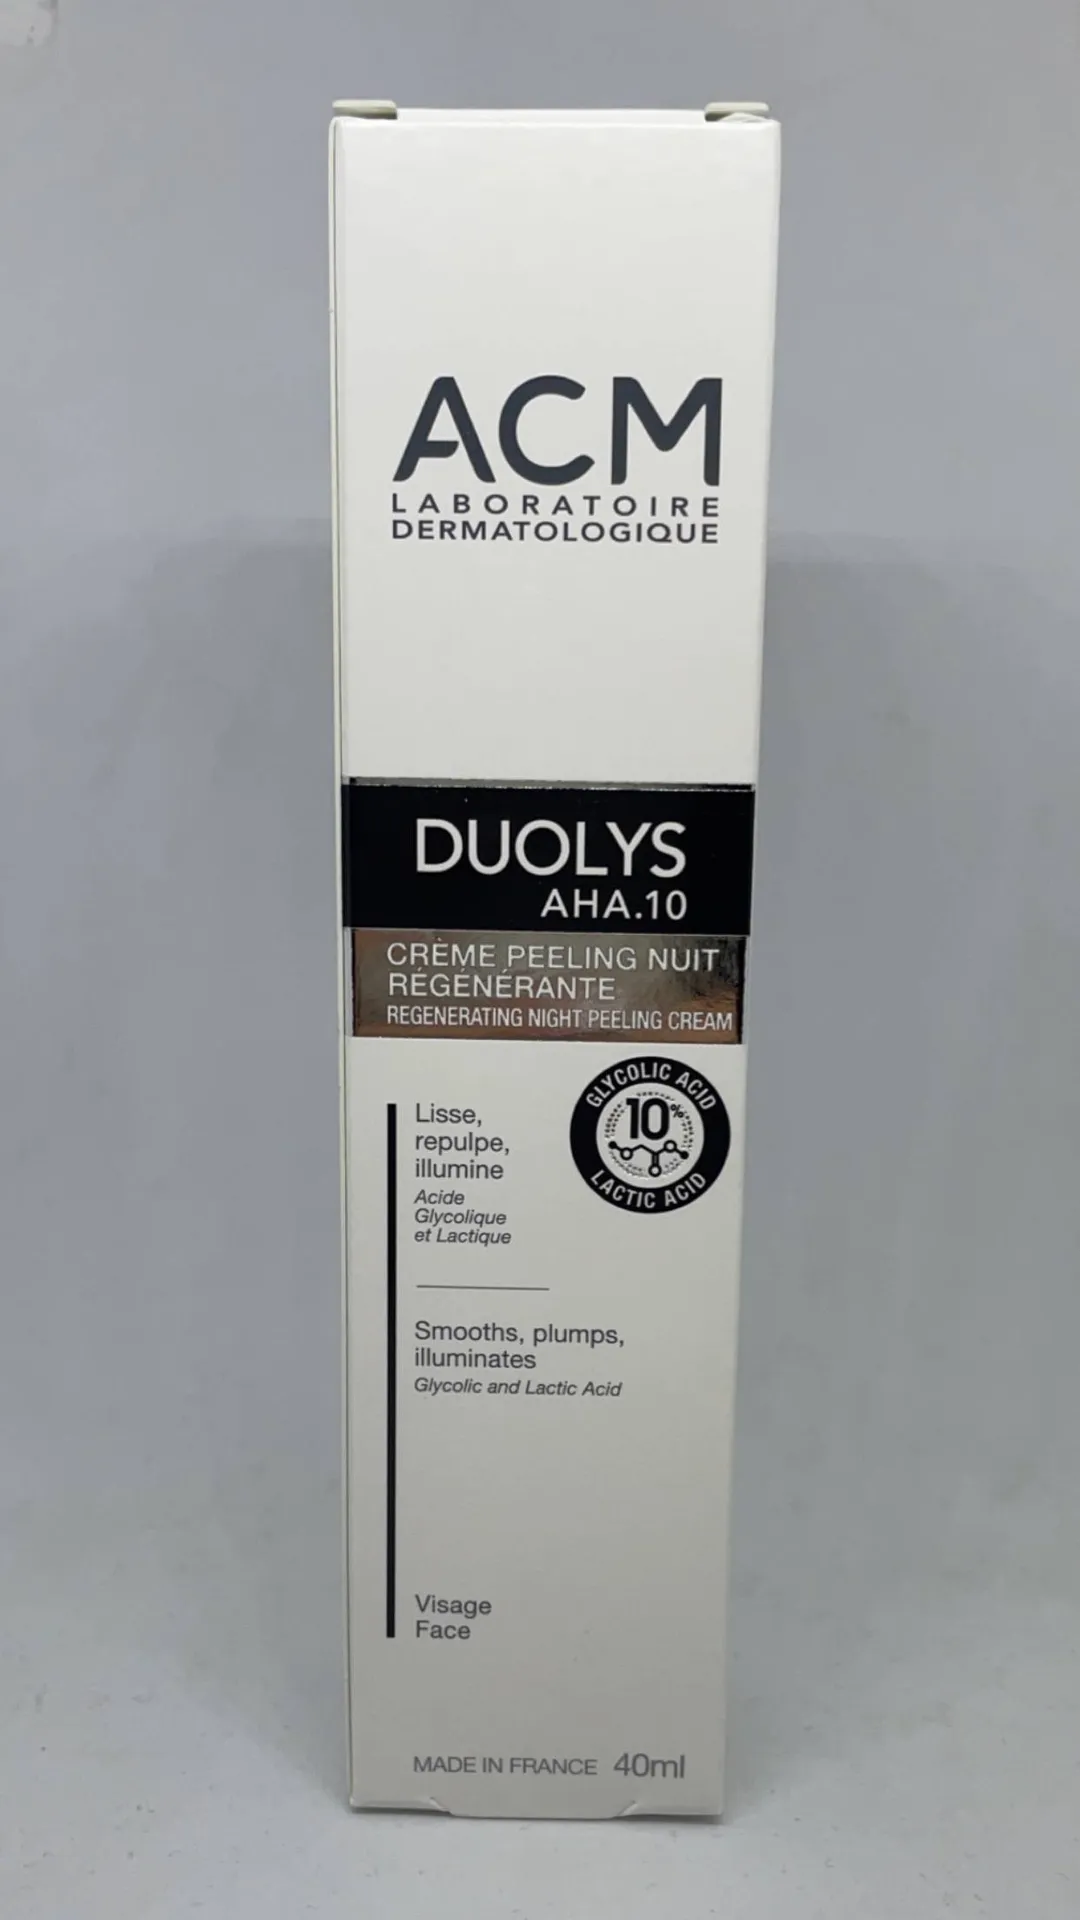 ACM
LABORATOIRE
DERMATOLOGIQUE
DUOLYS
AHA.10
CRÈME PEELING NUIT
RÉGÉNÉRANTE
REGENERATING NIGHT PEELING CREAM
GLYCOLIC ACID
10%
LACTIC ACID
Lisse,
repulpe,
illumine
Acide
Glycolique
et Lactique
Smooths, plumps,
illuminates
Glycolic and Lactic Acid
Visage
Face
MADE IN FRANCE 40ml